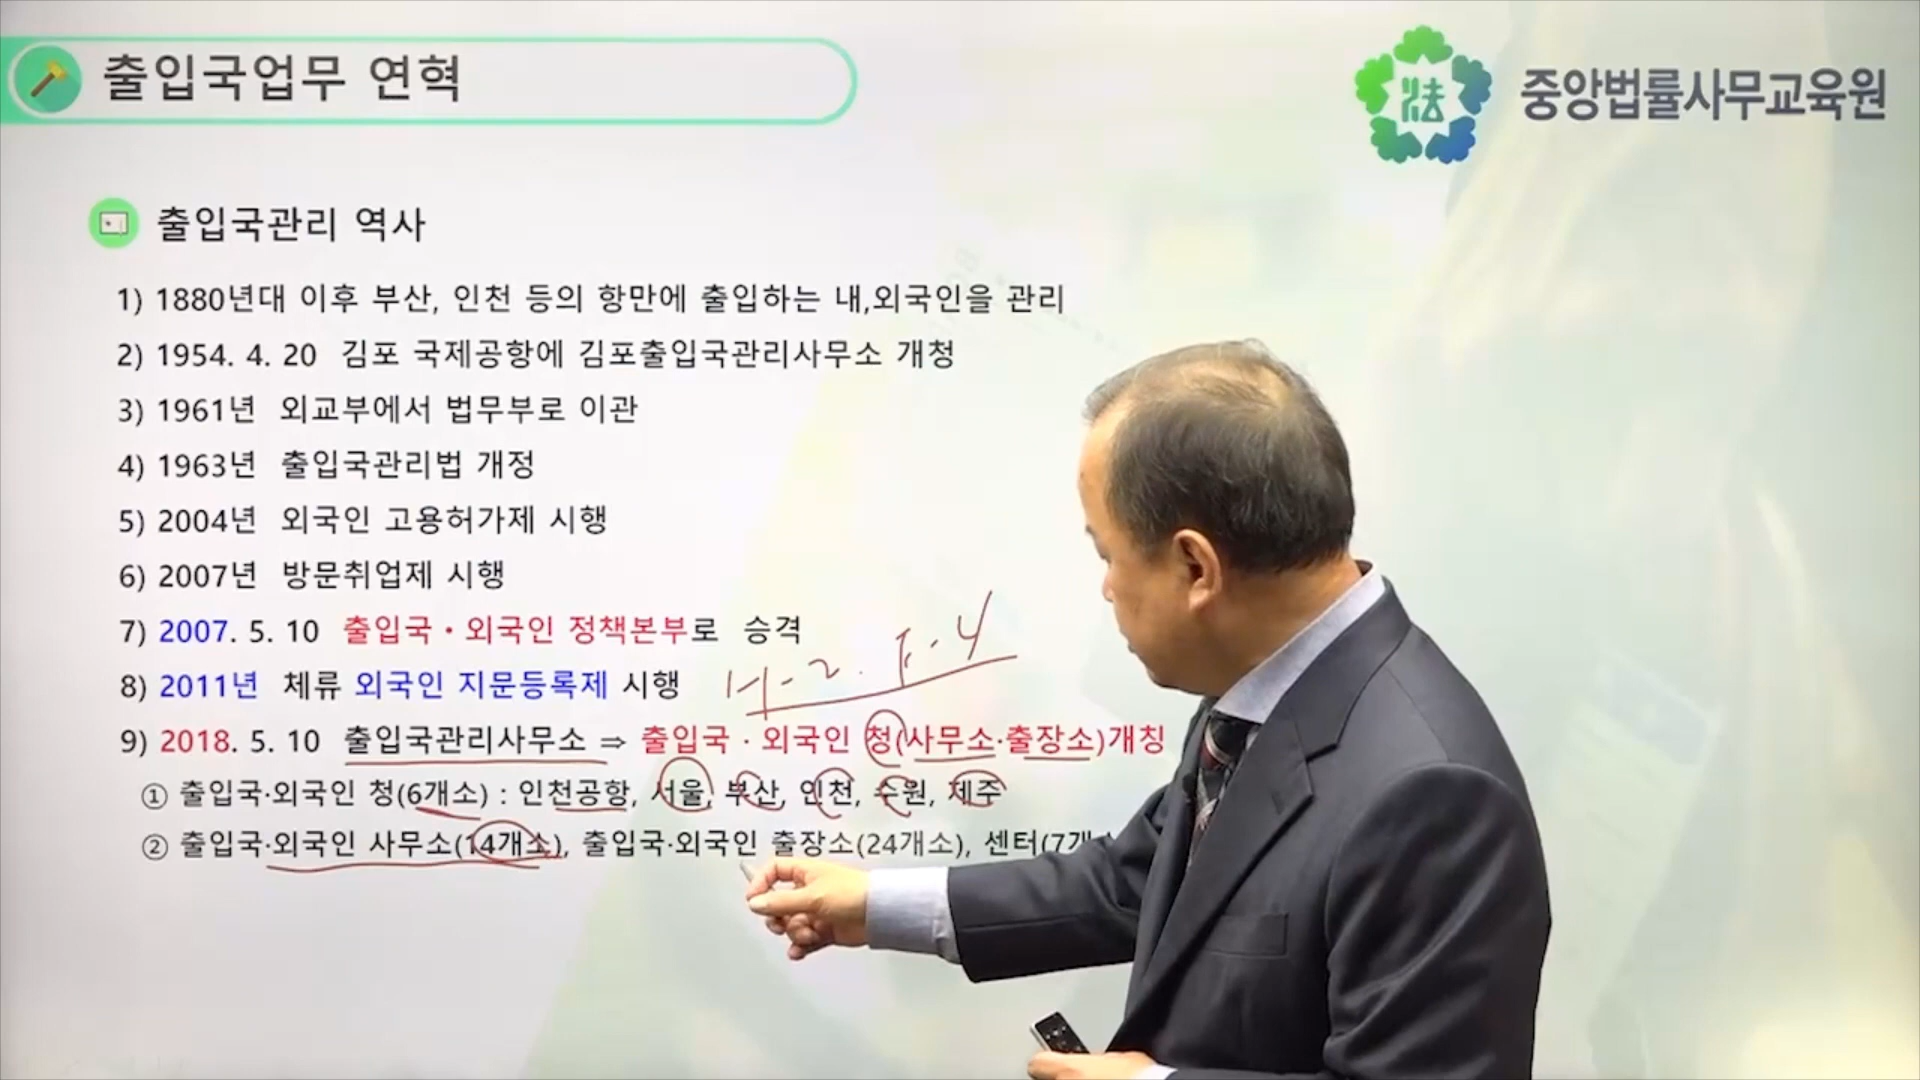 출입국업무 연혁
중앙법률사무교육원
출입국관리 역사
1) 1880년대 이후 부산, 인천 등의 항만에 출입하는 내,외국인을 관리
2) 1954. 4. 20 김포 국제공항에 김포출입국관리사무소 개청
3) 1961년 외교부에서 법무부로 이관
4) 1963년 출입국관리법 개정
5) 2004년 외국인 고용허가제 시행
6) 2007년 방문취업제 시행
7) 2007. 5. 10 출입국·외국인 정책본부로 승격
8) 2011년 체류 외국인 지문등록제 시행
H-2. F-4
9) 2018. 5. 10 출입국관리사무소 ⇒ 출입국·외국인 청(사무소·출장소)개칭
① 출입국·외국인 청(6개소) : 인천공항, 서울, 부산, 인천, 수원, 제주
② 출입국·외국인 사무소(14개소), 출입국·외국인 출장소(24개소), 센터(7개